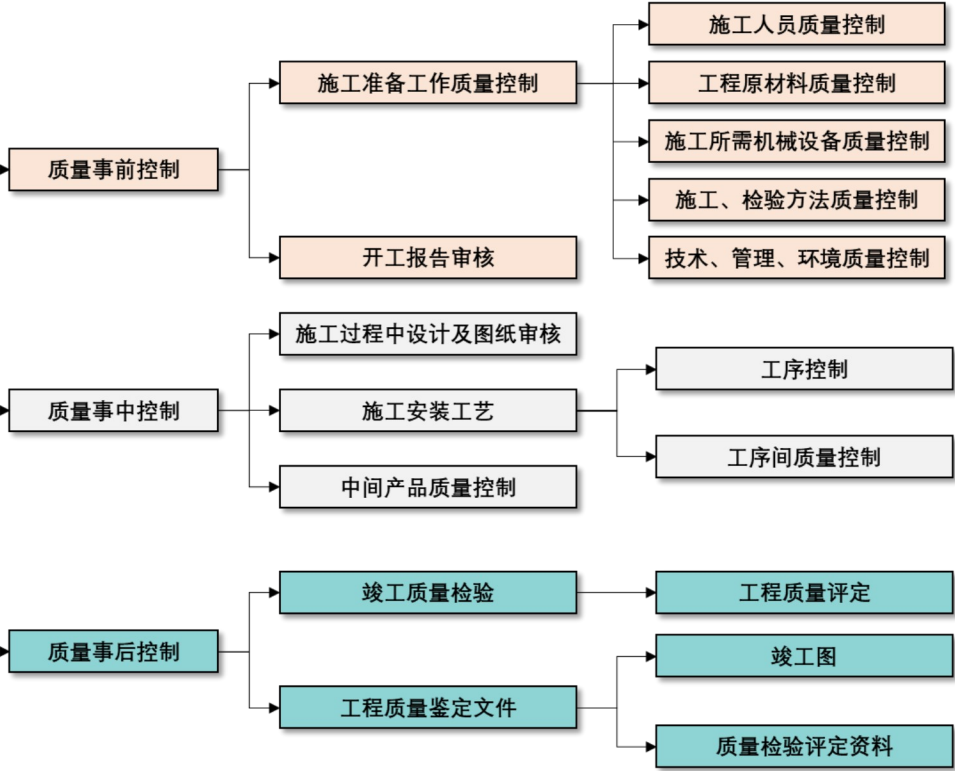 质量事前控制
施工准备工作质量控制
施工人员质量控制
工程原材料质量控制
施工所需机械设备质量控制
施工、检验方法质量控制
技术、管理、环境质量控制
开工报告审核
质量事中控制
施工过程中设计及图纸审核
施工安装工艺
工序控制
工序间质量控制
中间产品质量控制
质量事后控制
竣工质量检验
工程质量评定
工程质量鉴定文件
竣工图
质量检验评定资料